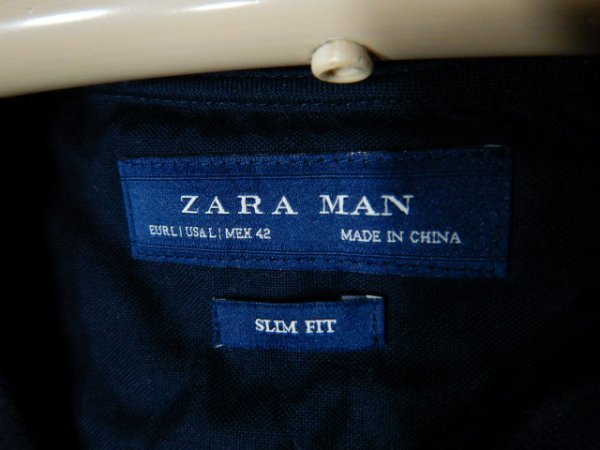 ZARA MAN
EUR L | USA L | MEX 42 MADE IN CHINA
SLIM FIT